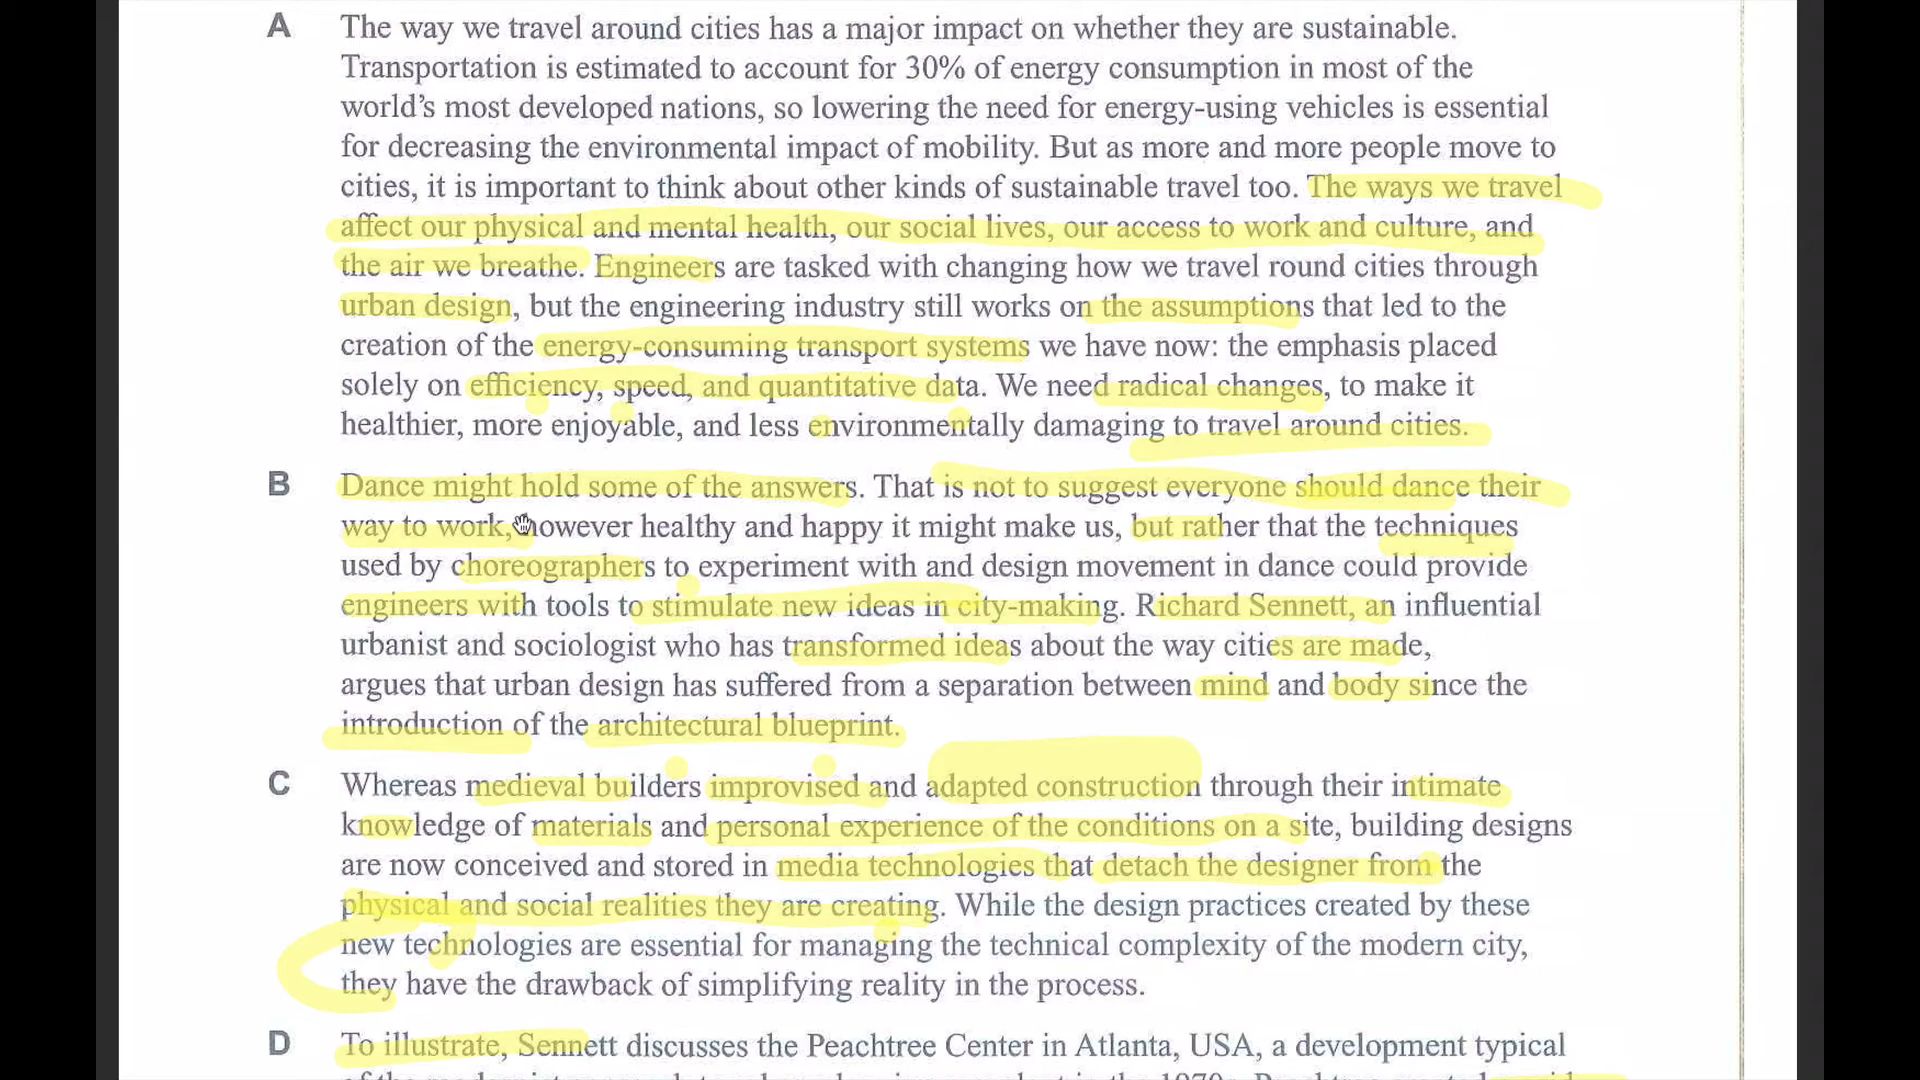 A The way we travel around cities has a major impact on whether they are sustainable.
Transportation is estimated to account for 30% of energy consumption in most of the
world's most developed nations, so lowering the need for energy-using vehicles is essential
for decreasing the environmental impact of mobility. But as more and more people move to
cities, it is important to think about other kinds of sustainable travel too. The ways we travel
affect our physical and mental health, our social lives, our access to work and culture, and
the air we breathe. Engineers are tasked with changing how we travel round cities through
urban design, but the engineering industry still works on the assumptions that led to the
creation of the energy-consuming transport systems we have now: the emphasis placed
solely on efficiency, speed, and quantitative data. We need radical changes, to make it
healthier, more enjoyable, and less environmentally damaging to travel around cities.
B Dance might hold some of the answers. That is not to suggest everyone should dance their
way to work, however healthy and happy it might make us, but rather that the techniques
used by choreographers to experiment with and design movement in dance could provide
engineers with tools to stimulate new ideas in city-making. Richard Sennett, an influential
urbanist and sociologist who has transformed ideas about the way cities are made,
argues that urban design has suffered from a separation between mind and body since the
introduction of the architectural blueprint.
C Whereas medieval builders improvised and adapted construction through their intimate
knowledge of materials and personal experience of the conditions on a site, building designs
are now conceived and stored in media technologies that detach the designer from the
physical and social realities they are creating. While the design practices created by these
new technologies are essential for managing the technical complexity of the modern city,
they have the drawback of simplifying reality in the process.
D To illustrate, Sennett discusses the Peachtree Center in Atlanta, USA, a development typical